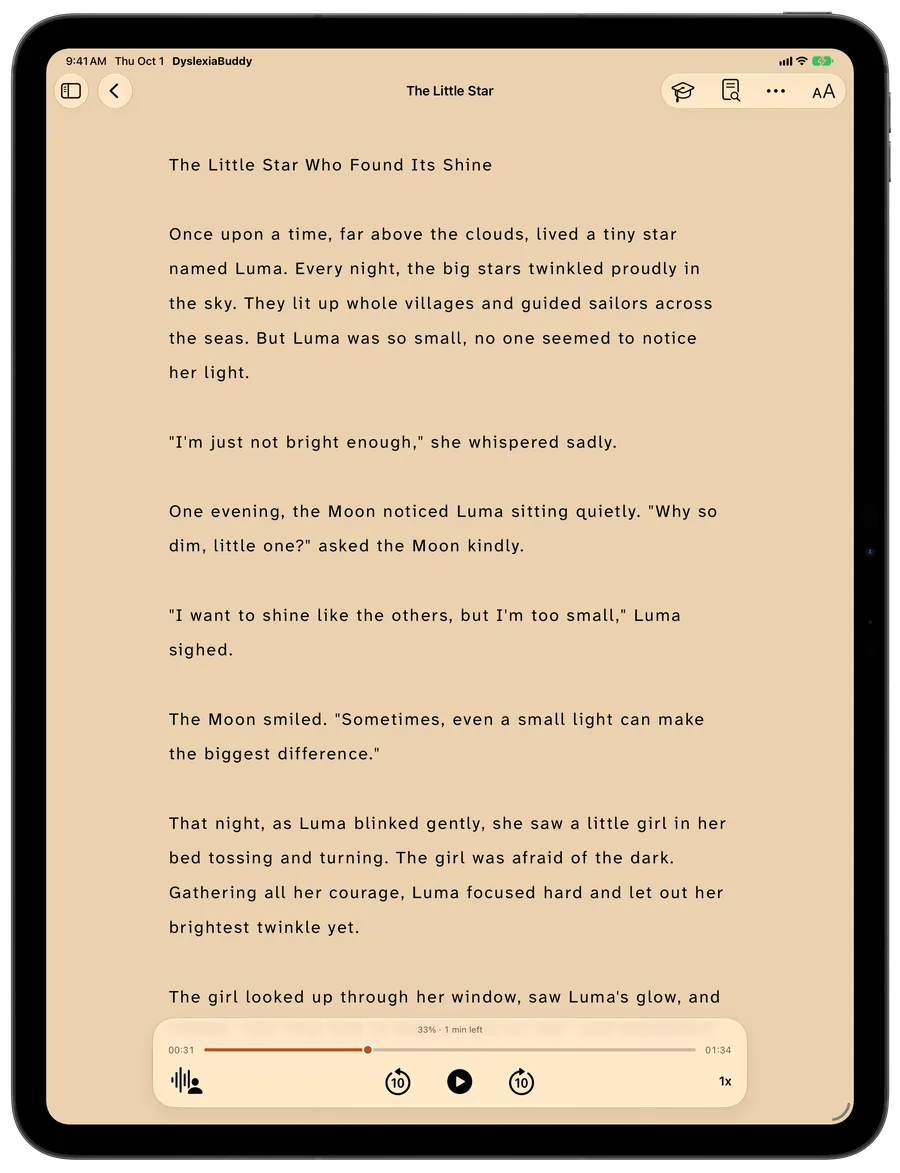 9:41 AM Thu Oct 1 DyslexiaBuddy
The Little Star
AA
The Little Star Who Found Its Shine
Once upon a time, far above the clouds, lived a tiny star
named Luma. Every night, the big stars twinkled proudly in
the sky. They lit up whole villages and guided sailors across
the seas. But Luma was so small, no one seemed to notice
her light.
"I'm just not bright enough," she whispered sadly.
One evening, the Moon noticed Luma sitting quietly. "Why so
dim, little one?" asked the Moon kindly.
"I want to shine like the others, but I'm too small," Luma
sighed.
The Moon smiled. "Sometimes, even a small light can make
the biggest difference."
That night, as Luma blinked gently, she saw a little girl in her
bed tossing and turning. The girl was afraid of the dark.
Gathering all her courage, Luma focused hard and let out her
brightest twinkle yet.
The girl looked up through her window, saw Luma's glow, and
33% · 1 min left
00:31 01:34
10 10 1x